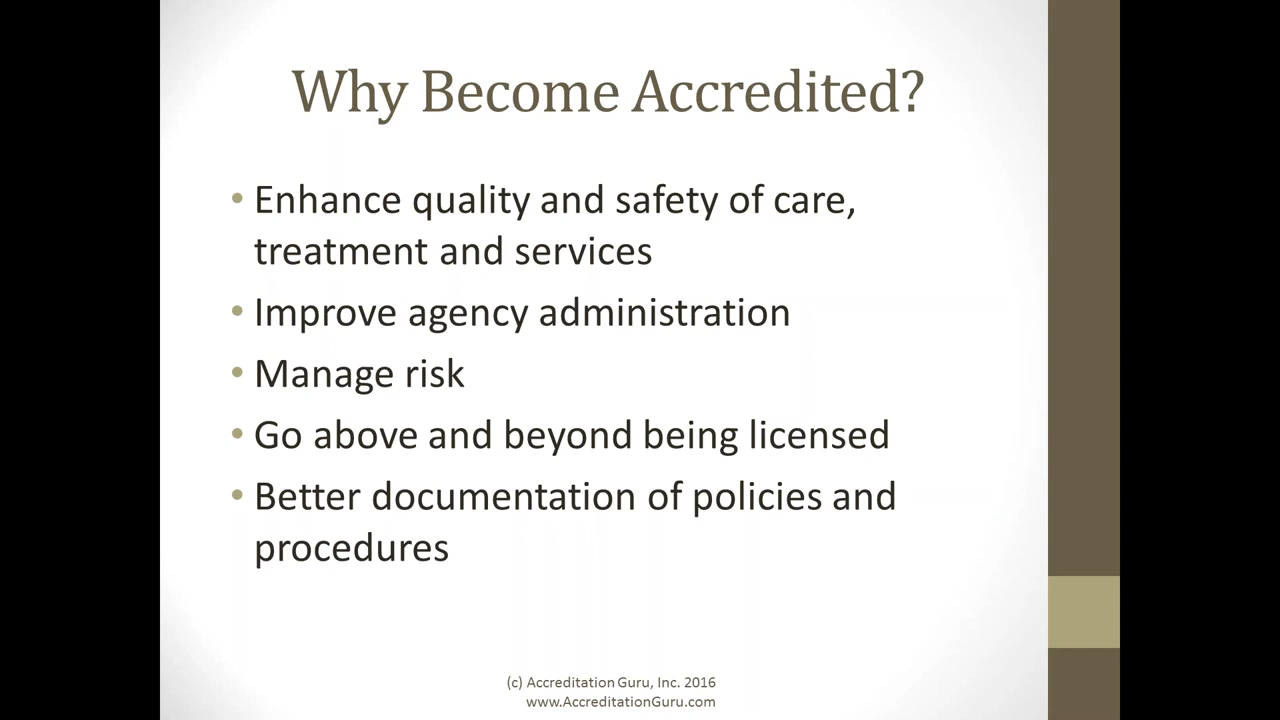 Why Become Accredited?
• Enhance quality and safety of care,
treatment and services
• Improve agency administration
• Manage risk
• Go above and beyond being licensed
• Better documentation of policies and
procedures
(c) Accreditation Guru, Inc. 2016
www.AccreditationGuru.com